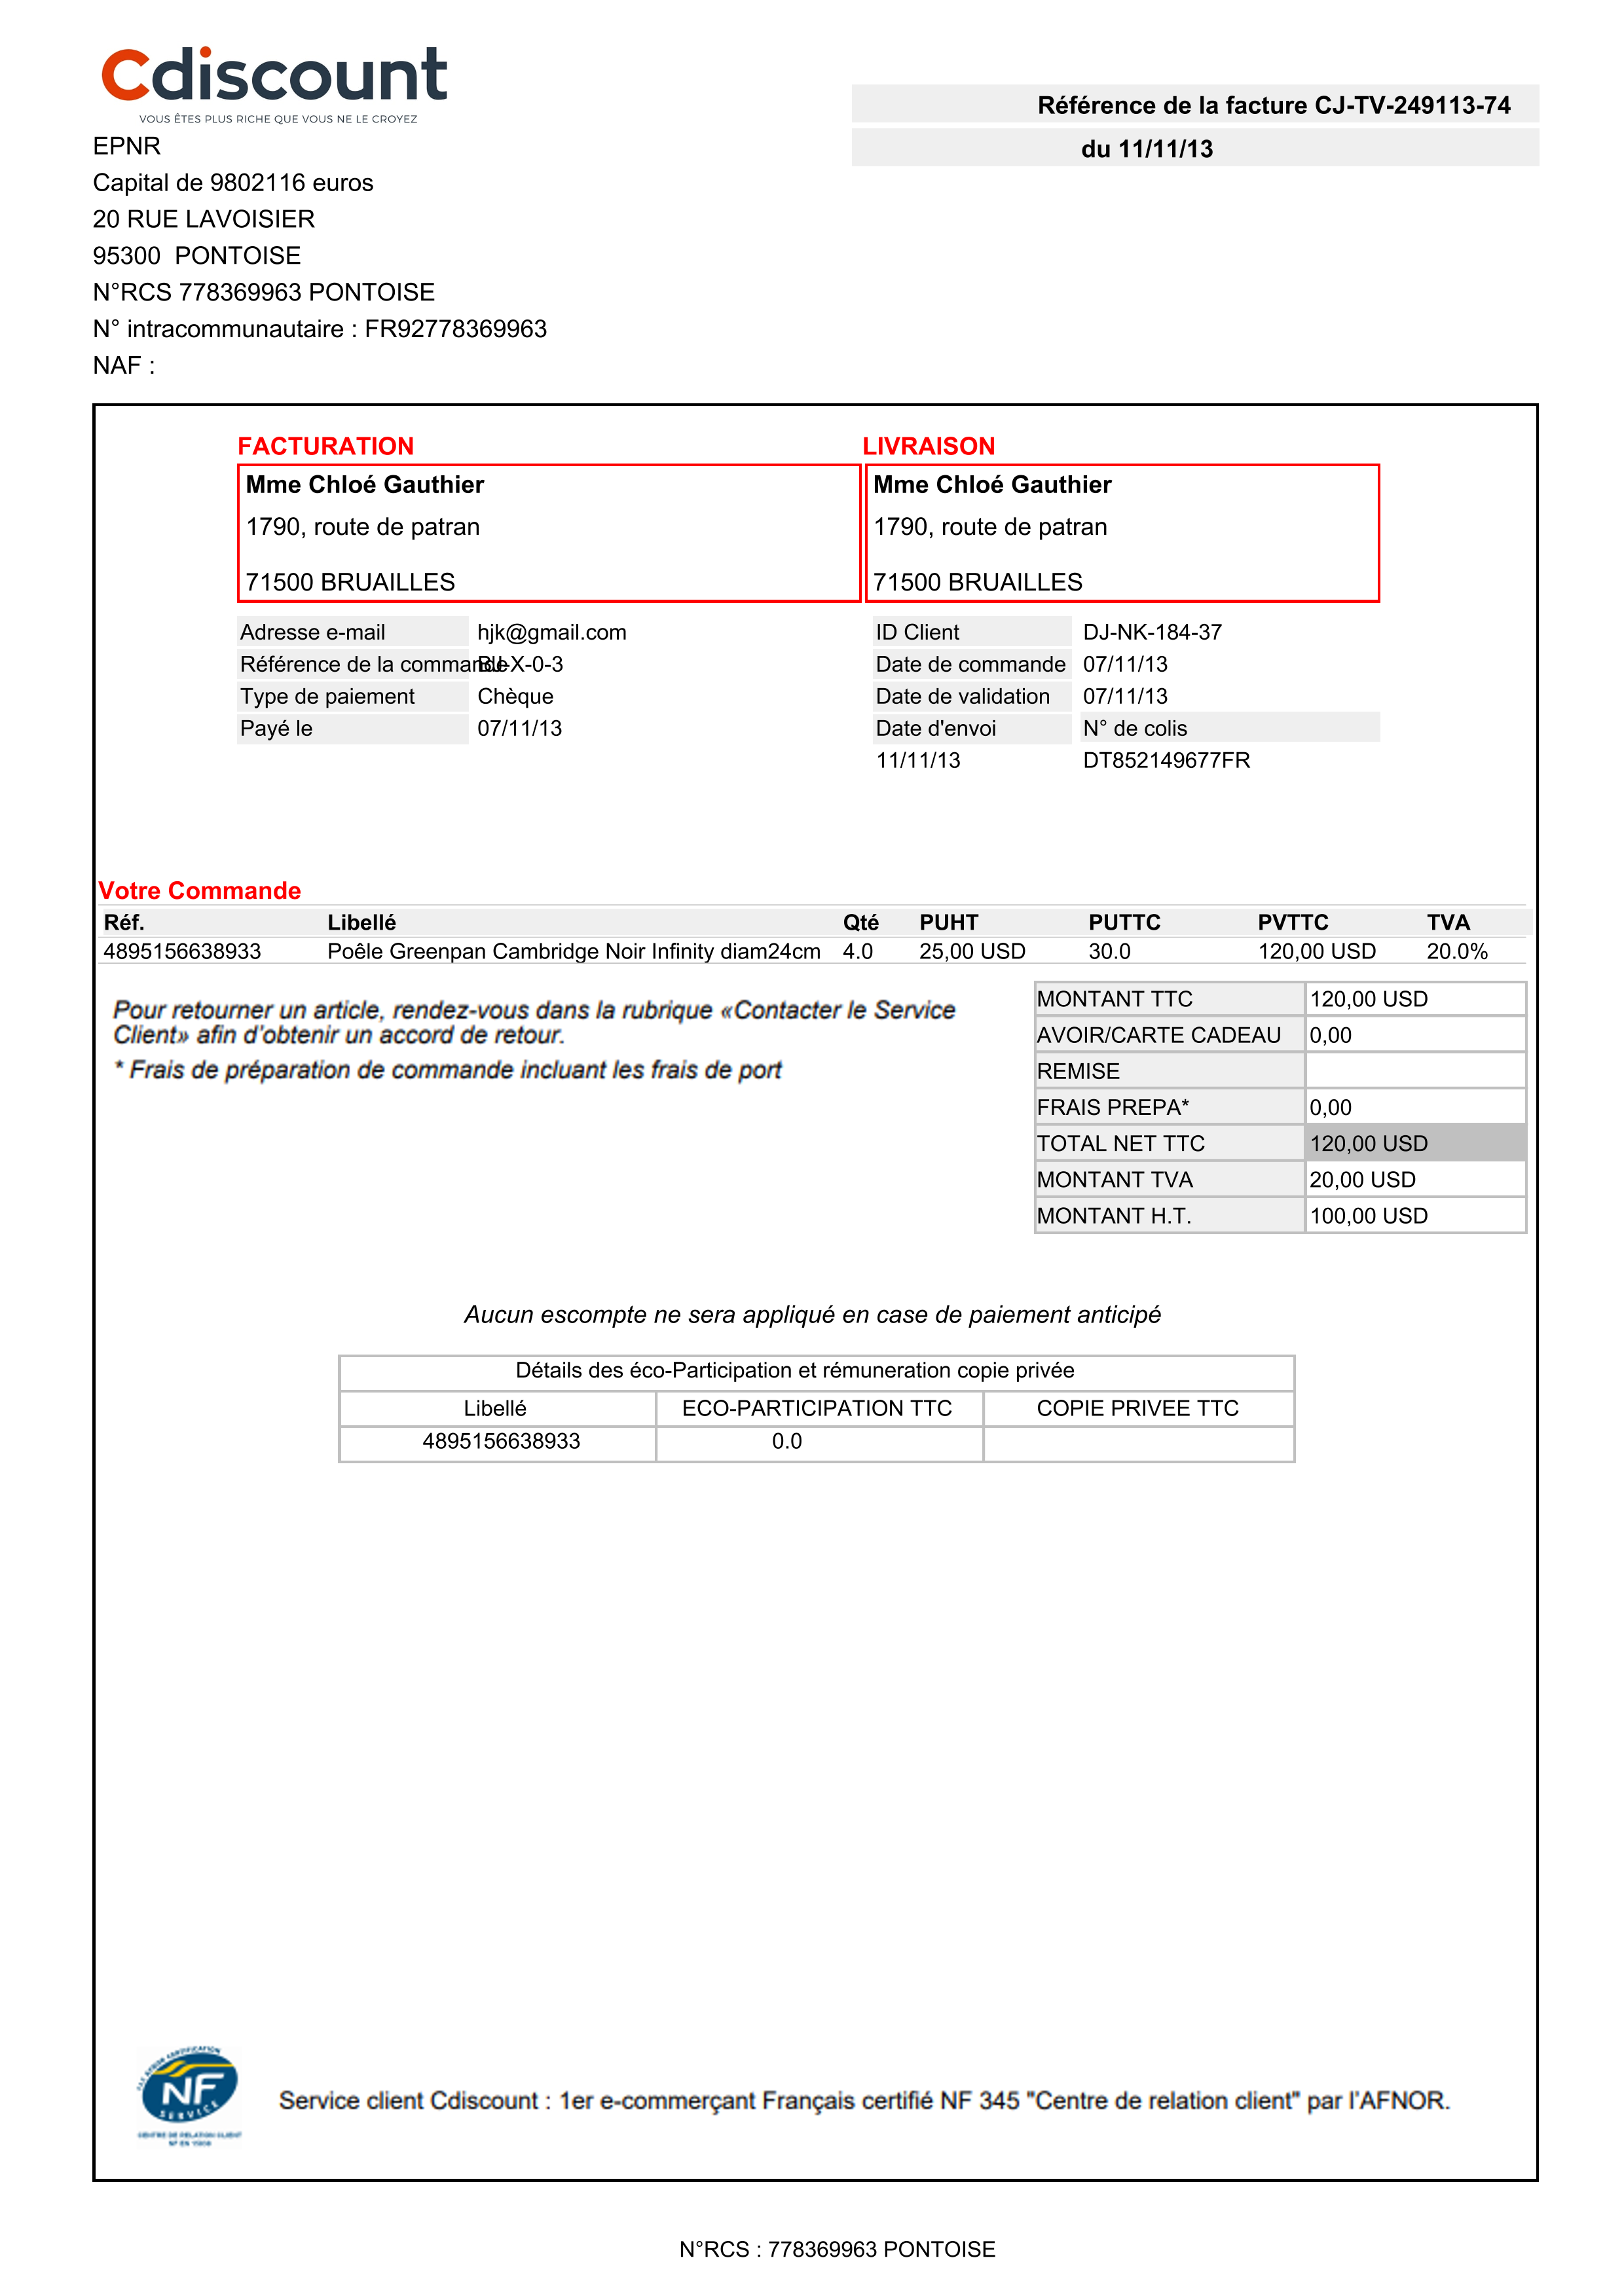 Cdiscount
VOUS ÊTES PLUS RICHE QUE VOUS NE LE CROYEZ
Référence de la facture CJ-TV-249113-74
du 11/11/13
EPNR
Capital de 9802116 euros
20 RUE LAVOISIER
95300 PONTOISE
N°RCS 778369963 PONTOISE
N° intracommunautaire : FR92778369963
NAF :
FACTURATION LIVRAISON
Mme Chloé Gauthier Mme Chloé Gauthier
1790, route de patran 1790, route de patran
71500 BRUAILLES 71500 BRUAILLES
Adresse e-mail hjk@gmail.com ID Client DJ-NK-184-37
Référence de la commande BJ-X-0-3 Date de commande 07/11/13
Type de paiement Chèque Date de validation 07/11/13
Payé le 07/11/13 Date d'envoi N° de colis
11/11/13 DT852149677FR
Votre Commande
Réf. Libellé Qté PUHT PUTTC PVTTC TVA
4895156638933 Poêle Greenpan Cambridge Noir Infinity diam24cm 4.0 25,00 USD 30.0 120,00 USD 20.0%
Pour retourner un article, rendez-vous dans la rubrique «Contacter le Service
Client» afin d'obtenir un accord de retour.
* Frais de préparation de commande incluant les frais de port
MONTANT TTC 120,00 USD
AVOIR/CARTE CADEAU 0,00
REMISE
FRAIS PREPA* 0,00
TOTAL NET TTC 120,00 USD
MONTANT TVA 20,00 USD
MONTANT H.T. 100,00 USD
Aucun escompte ne sera appliqué en case de paiement anticipé
Détails des éco-Participation et rémuneration copie privée
Libellé ECO-PARTICIPATION TTC COPIE PRIVEE TTC
4895156638933 0.0
NF
SERVICE
CENTRE DE RELATION CLIENT
Service client Cdiscount : 1er e-commerçant Français certifié NF 345 "Centre de relation client" par l'AFNOR.
N°RCS : 778369963 PONTOISE